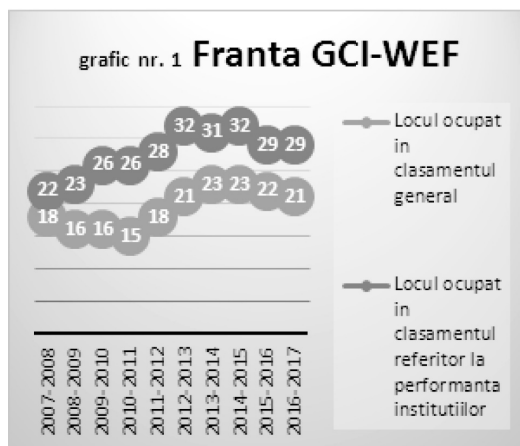 grafic nr. 1 Franta GCI-WEF
32 31 32
29 29
28
26 26
22 23
23 23 22 21
21
18 16 16 15 18
2007-2008
2008-2009
2009-2010
2010-2011
2011-2012
2012-2013
2013-2014
2014-2015
2015-2016
2016-2017
Locul ocupat
in
clasamentul
general
Locul ocupat
in
clasamentul
referitor la
performanta
institutiilor